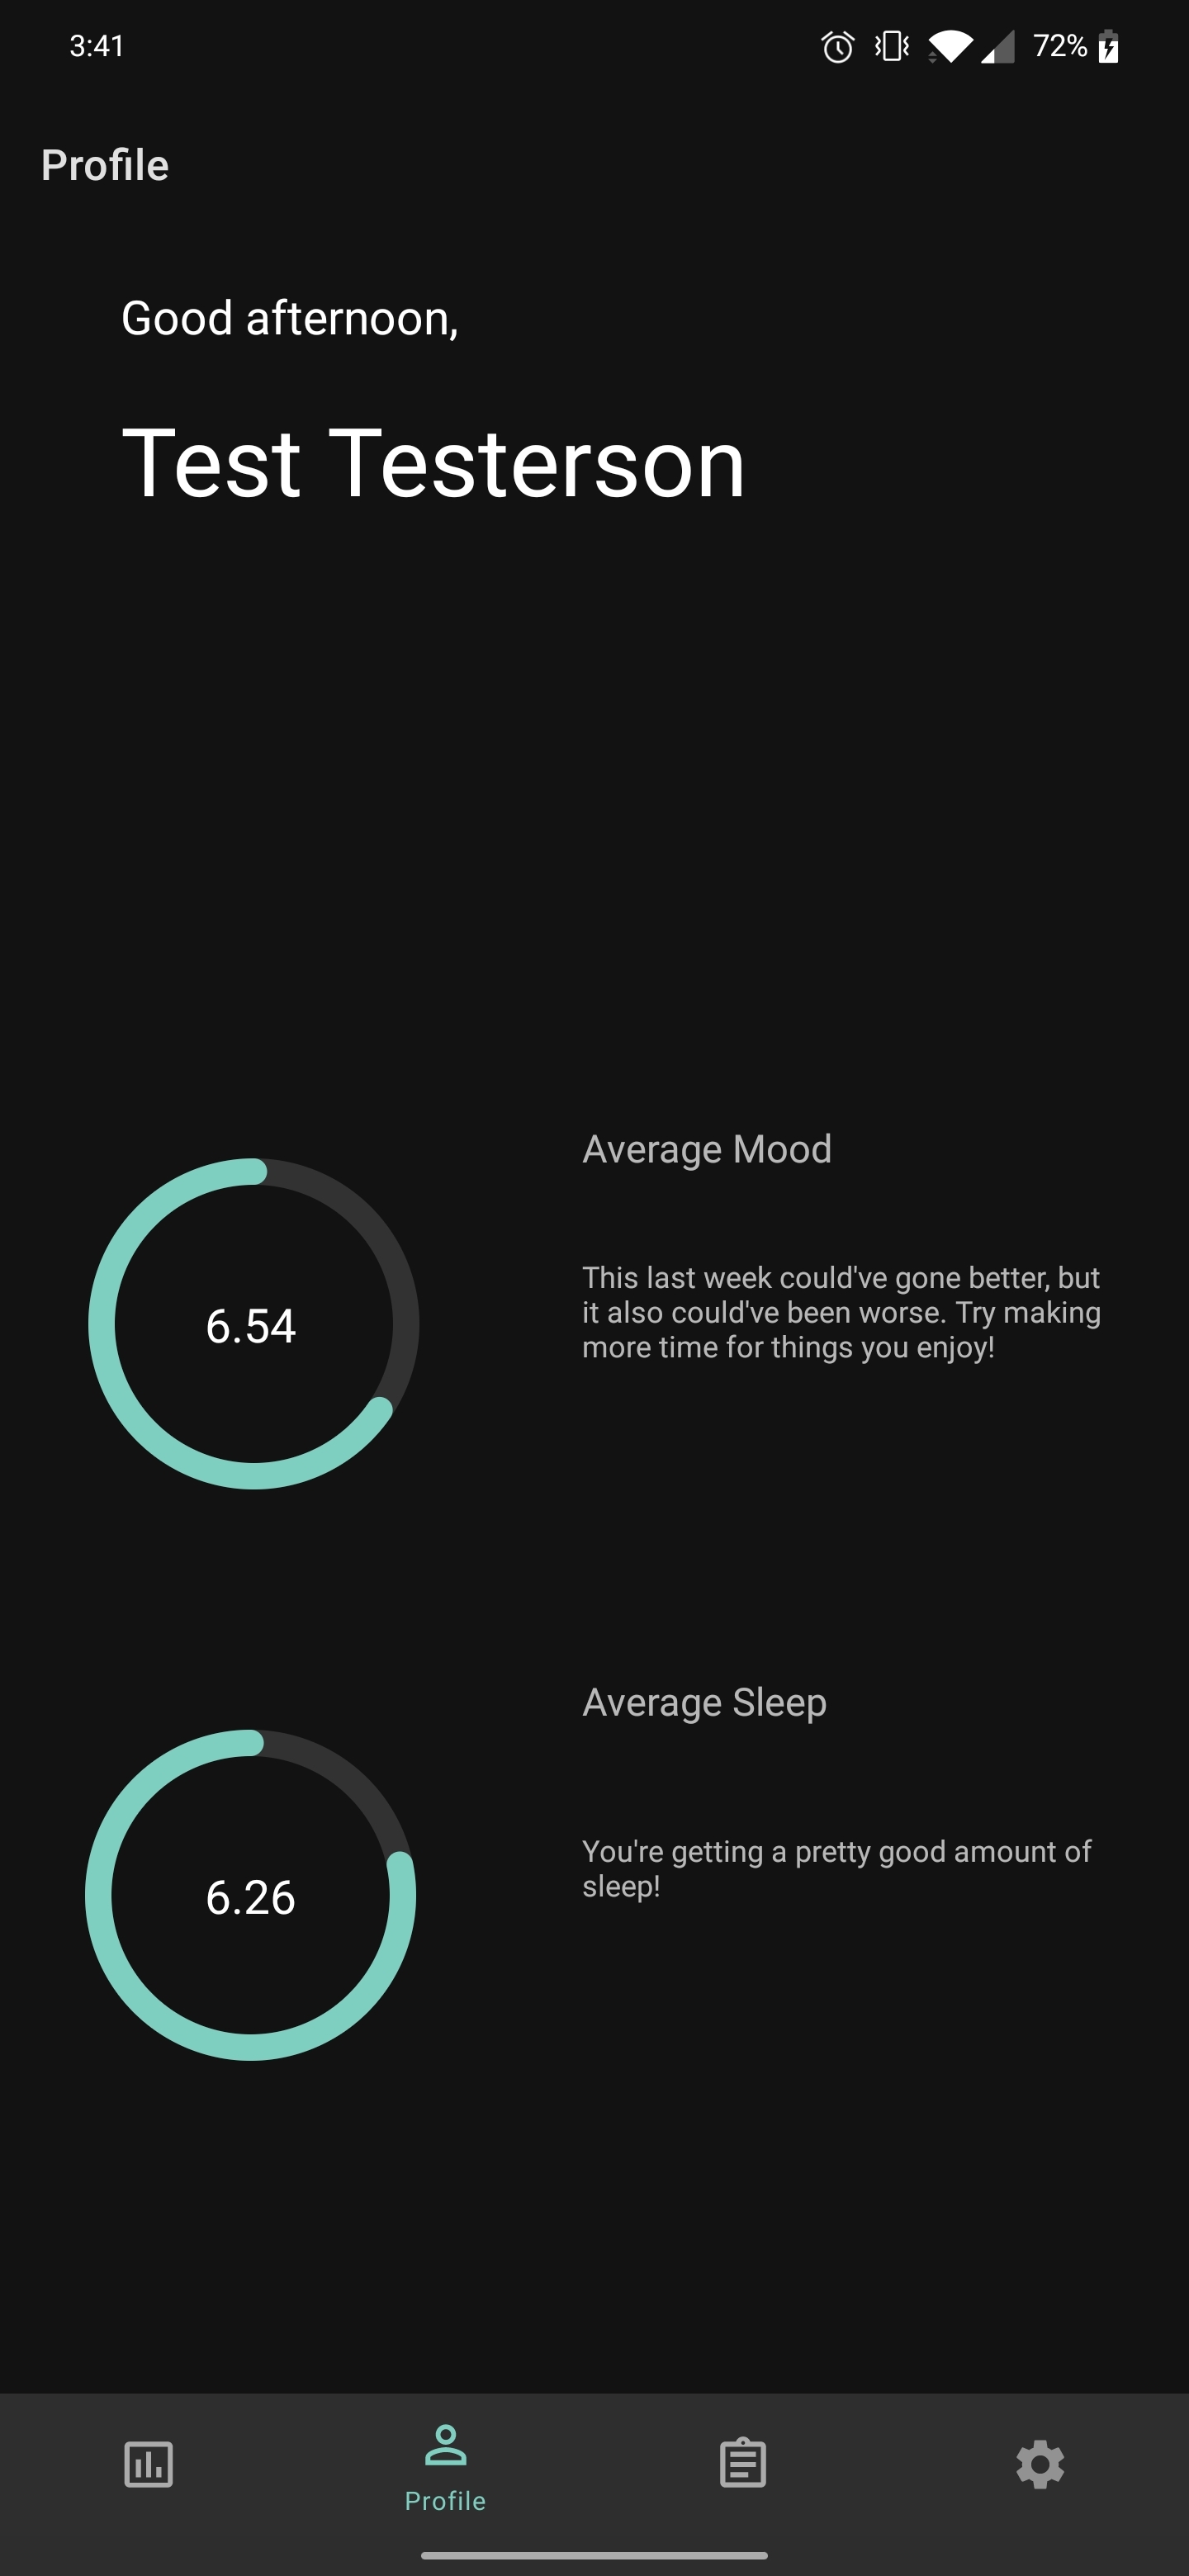 3:41
72%
Profile
Good afternoon,
Test Testerson
Average Mood
6.54
This last week could've gone better, but
it also could've been worse. Try making
more time for things you enjoy!
Average Sleep
6.26
You're getting a pretty good amount of
sleep!
Profile